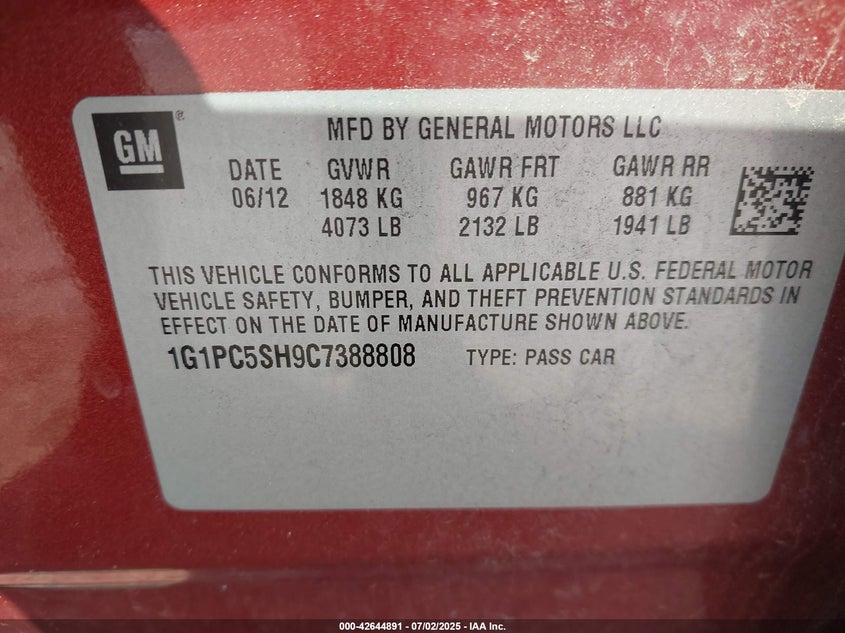 GM
®
MFD BY GENERAL MOTORS LLC
DATE GVWR GAWR FRT GAWR RR
06/12 1848 KG 967 KG 881 KG
4073 LB 2132 LB 1941 LB
THIS VEHICLE CONFORMS TO ALL APPLICABLE U.S. FEDERAL MOTOR
VEHICLE SAFETY, BUMPER, AND THEFT PREVENTION STANDARDS IN
EFFECT ON THE DATE OF MANUFACTURE SHOWN ABOVE.
1G1PC5SH9C7388808 TYPE: PASS CAR
000-42644891 - 07/02/2025 - IAA Inc.